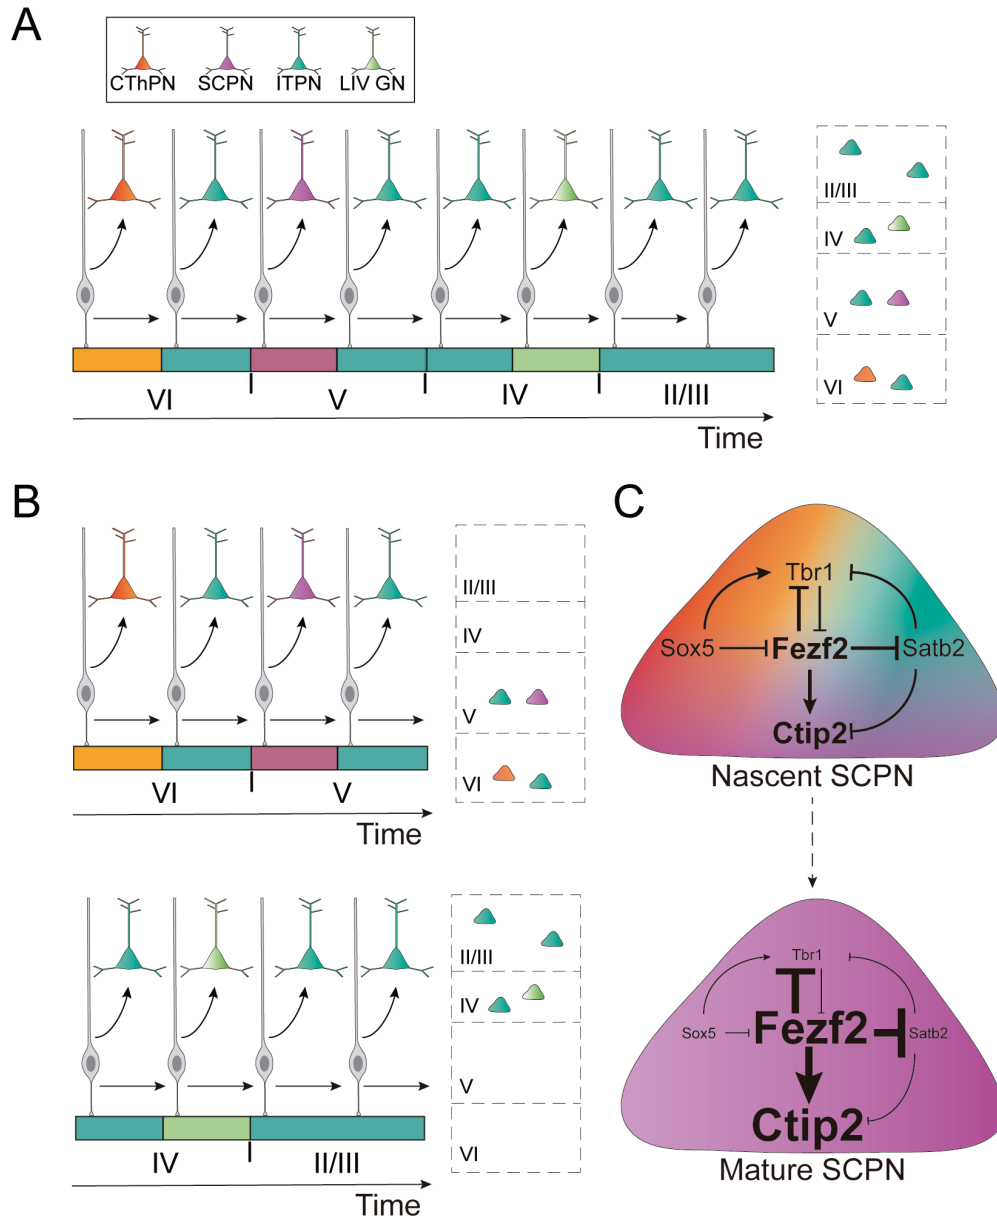 A
CThPN SCPN ITPN LIV GN
II/III
IV
V
VI
VI V IV II/III
Time
B
II/III
IV
V
VI
VI V
Time
II/III
IV
V
VI
IV II/III
Time
C
Tbr1
Sox5 Fezf2 Satb2
Ctip2
Nascent SCPN
Tbr1
Sox5 Fezf2 Satb2
Ctip2
Mature SCPN